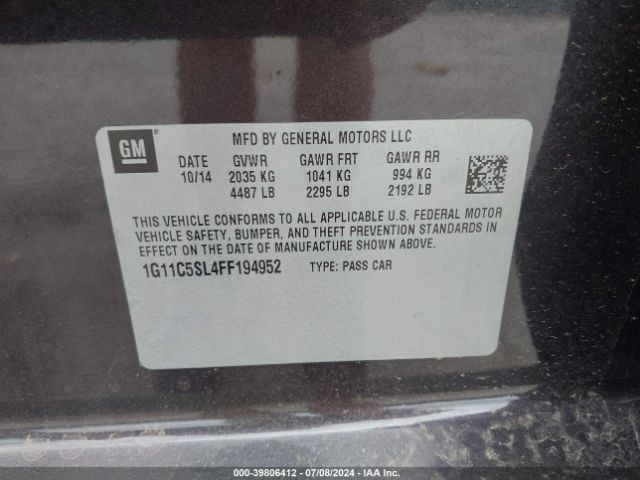 GM
MFD BY GENERAL MOTORS LLC
DATE GVWR GAWR FRT GAWR RR
10/14 2035 KG 1041 KG 994 KG
4487 LB 2295 LB 2192 LB
THIS VEHICLE CONFORMS TO ALL APPLICABLE U.S. FEDERAL MOTOR
VEHICLE SAFETY, BUMPER, AND THEFT PREVENTION STANDARDS IN
EFFECT ON THE DATE OF MANUFACTURE SHOWN ABOVE.
1G11C5SL4FF194952 TYPE: PASS CAR
000-39806412 - 07/08/2024 - IAA Inc.